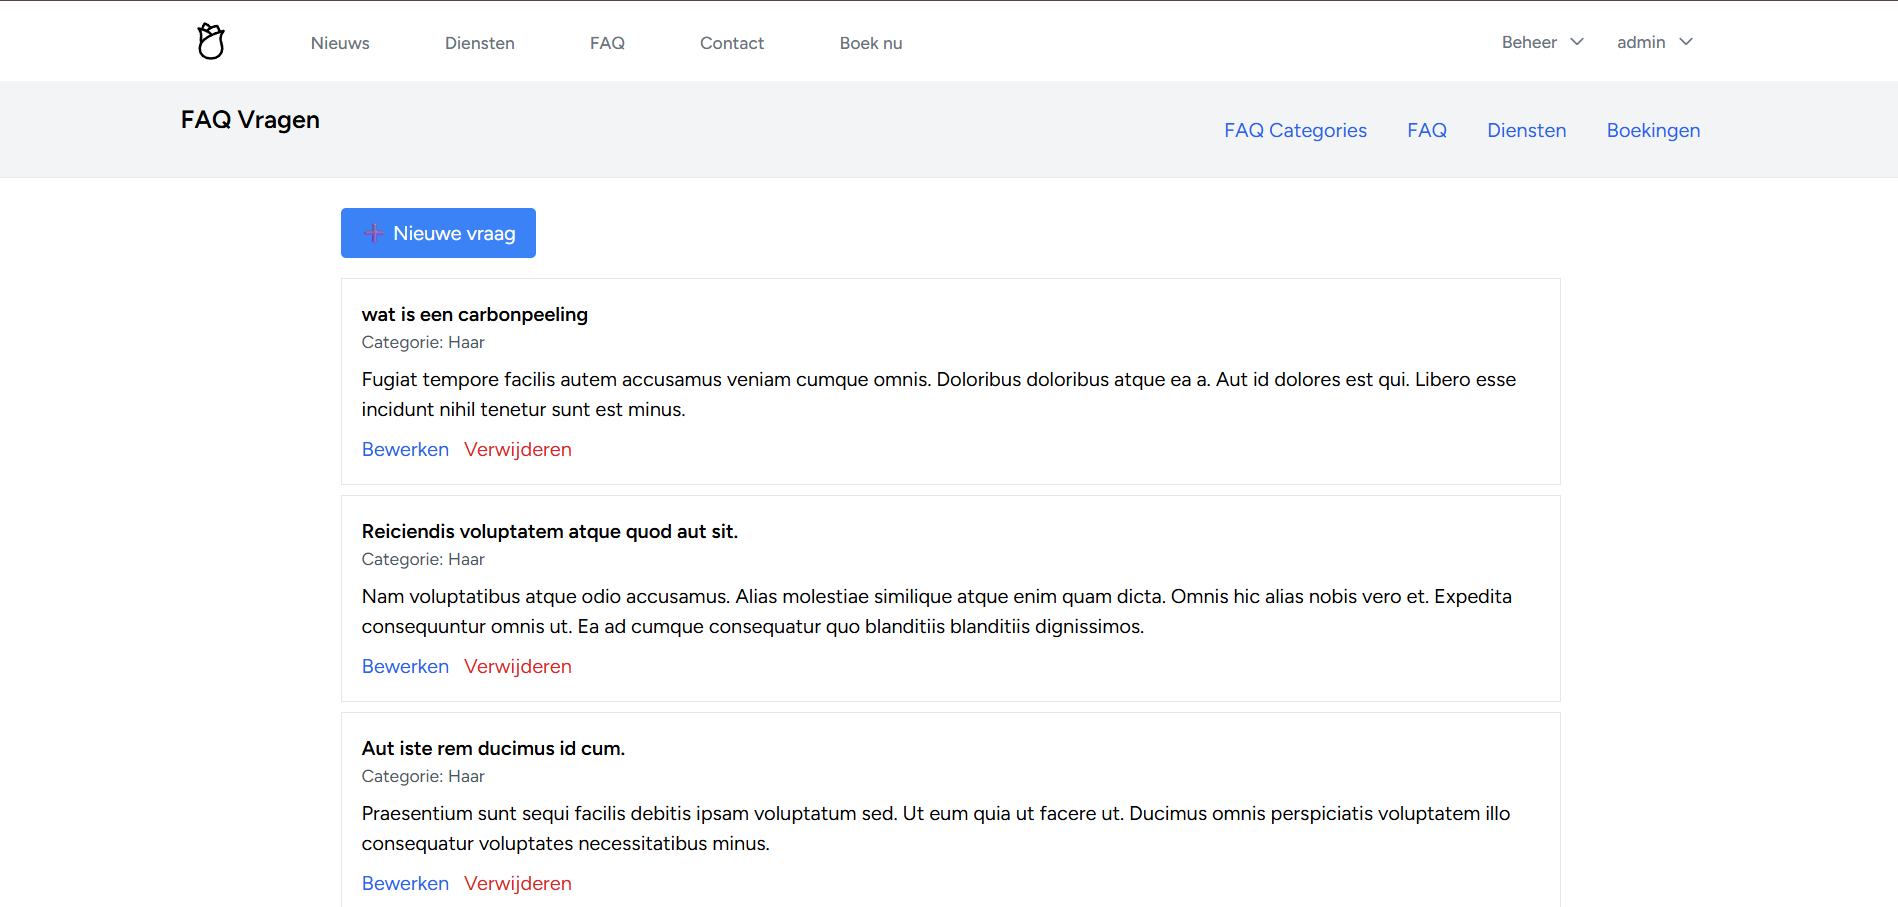 Nieuws Diensten FAQ Contact Boek nu Beheer admin
FAQ Vragen
FAQ Categories FAQ Diensten Boekingen
➕ Nieuwe vraag
wat is een carbonpeeling
Categorie: Haar
Fugiat tempore facilis autem accusamus veniam cumque omnis. Doloribus doloribus atque ea a. Aut id dolores est qui. Libero esse
incidunt nihil tenetur sunt est minus.
Bewerken Verwijderen
Reiciendis voluptatem atque quod aut sit.
Categorie: Haar
Nam voluptatibus atque odio accusamus. Alias molestiae similique atque enim quam dicta. Omnis hic alias nobis vero et. Expedita
consequuntur omnis ut. Ea ad cumque consequatur quo blanditiis blanditiis dignissimos.
Bewerken Verwijderen
Aut iste rem ducimus id cum.
Categorie: Haar
Praesentium sunt sequi facilis debitis ipsam voluptatum sed. Ut eum quia ut facere ut. Ducimus omnis perspiciatis voluptatem illo
consequatur voluptates necessitatibus minus.
Bewerken Verwijderen